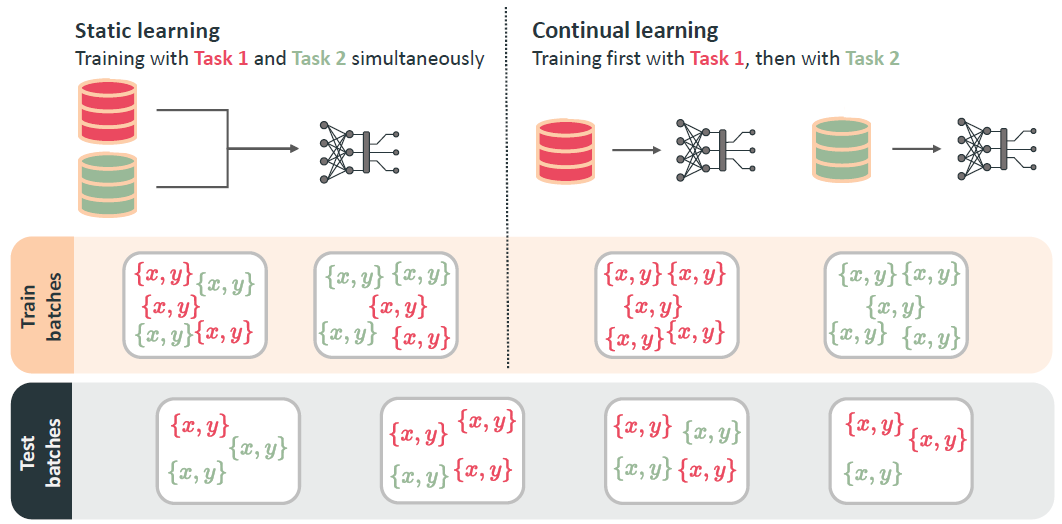 Static learning
Training with Task 1 and Task 2 simultaneously
Continual learning
Training first with Task 1, then with Task 2
Train
batches
{x, y}
{x, y}
{x, y}
{x, y} {x, y}
{x, y} {x, y}
{x, y}
{x, y} {x, y}
{x, y} {x, y}
{x, y}
{x, y} {x, y}
{x, y} {x, y}
{x, y}
{x, y} {x, y}
Test
batches
{x, y}
{x, y}
{x, y}
{x, y} {x, y}
{x, y} {x, y}
{x, y} {x, y}
{x, y} {x, y}
{x, y}
{x, y}
{x, y}